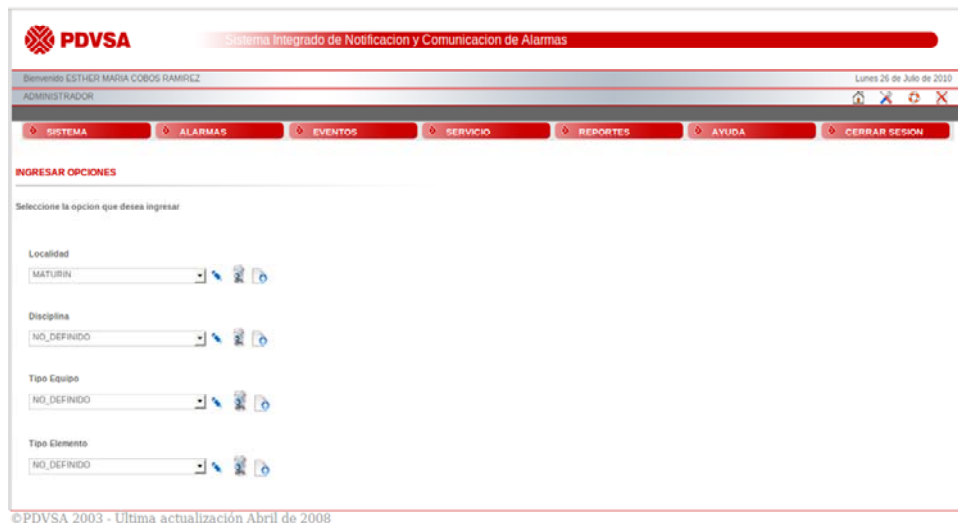 PDVSA
Sistema Integrado de Notificacion y Comunicacion de Alarmas
Bienvenido ESTHER MARIA COBOS RAMIREZ Lunes 26 de Julio de 2010
ADMINISTRADOR
SISTEMA ALARMAS EVENTOS SERVICIO REPORTES AYUDA CERRAR SESION
INGRESAR OPCIONES
Seleccione la opcion que desea ingresar
Localidad
MATURIN
Disciplina
NO_DEFINIDO
Tipo Equipo
NO_DEFINIDO
Tipo Elemento
NO_DEFINIDO
©PDVSA 2003 - Ultima actualización Abril de 2008